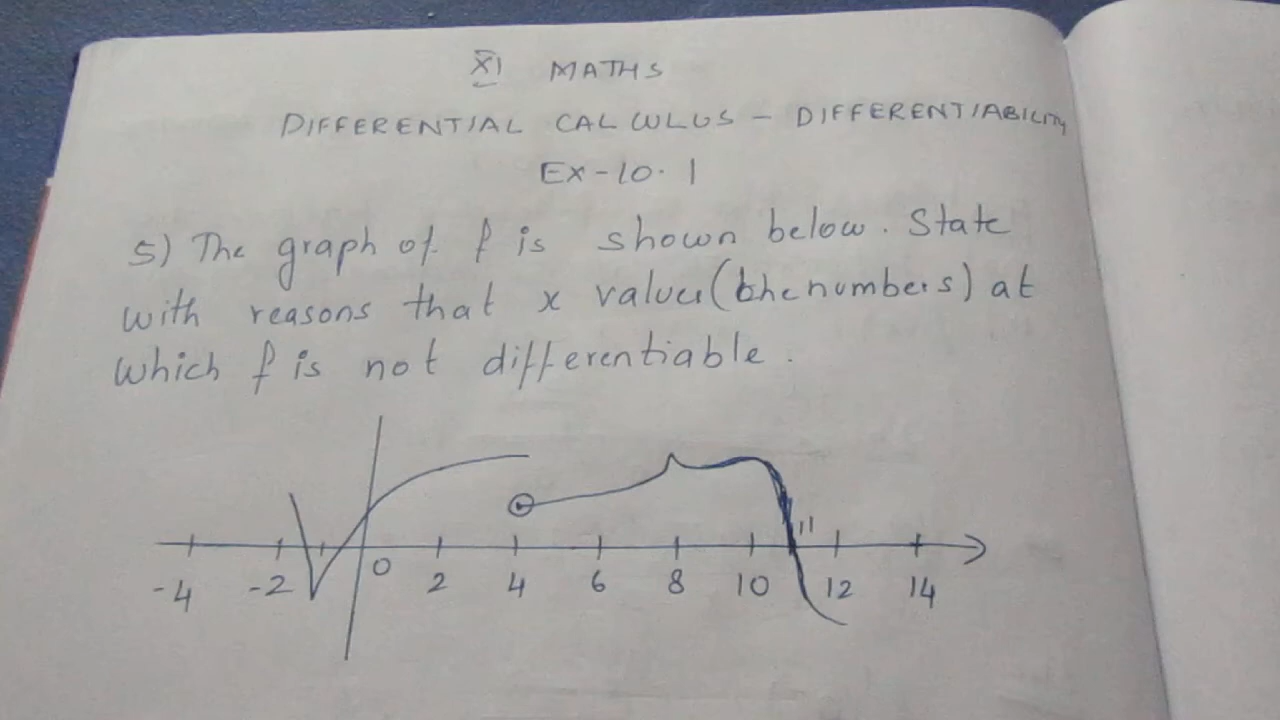 XI MATHS
DIFFERENTIAL CALCULUS - DIFFERENTIABILITY
Ex-10.1
5) The graph of f is shown below. State
with reasons that x values (the numbers) at
which f is not differentiable.
11
-4 -2 0 2 4 6 8 10 12 14